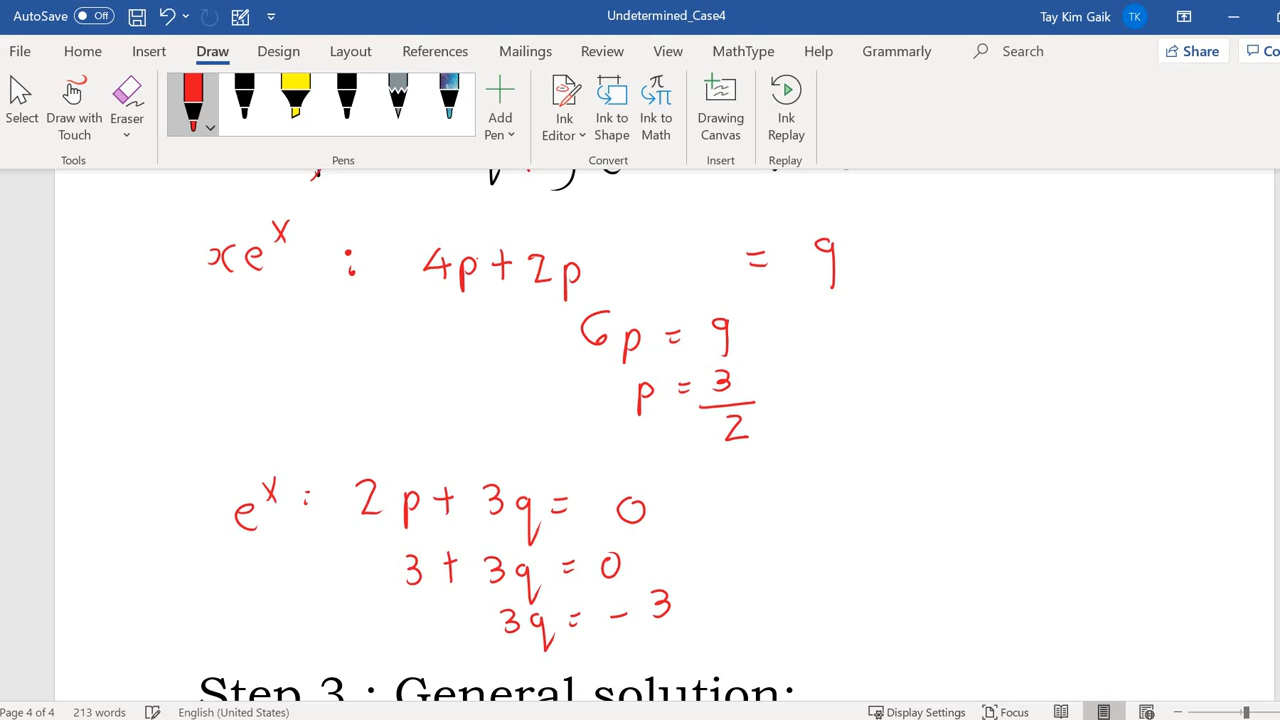 AutoSave Off Undetermined_Case4 Tay Kim Gaik TK
File Home Insert Draw Design Layout References Mailings Review View MathType Help Grammarly Search Share Co
Select Draw with Touch Eraser Add Pen Ink Editor Ink to Shape Ink to Math Drawing Canvas Ink Replay
Tools Pens Convert Insert Replay
xe^x : 4p + 2p = 9
6p = 9
p = 3/2
e^x : 2p + 3q = 0
3 + 3q = 0
3q = - 3
Step 3 : General solution:
Page 4 of 4 213 words English (United States) Display Settings Focus